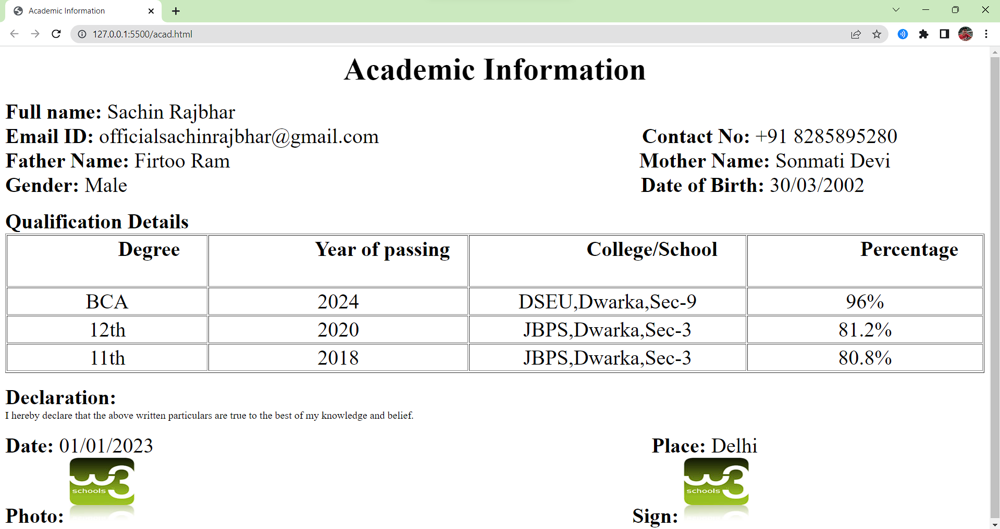 Academic Information
127.0.0.1:5500/acad.html
Academic Information
Full name: Sachin Rajbhar
Email ID: officialsachinrajbhar@gmail.com Contact No: +91 8285895280
Father Name: Firtoo Ram Mother Name: Sonmati Devi
Gender: Male Date of Birth: 30/03/2002
Qualification Details
Degree Year of passing College/School Percentage
BCA 2024 DSEU,Dwarka,Sec-9 96%
12th 2020 JBPS,Dwarka,Sec-3 81.2%
11th 2018 JBPS,Dwarka,Sec-3 80.8%
Declaration:
I hereby declare that the above written particulars are true to the best of my knowledge and belief.
Date: 01/01/2023 Place: Delhi
w3 schools w3 schools
Photo: Sign: